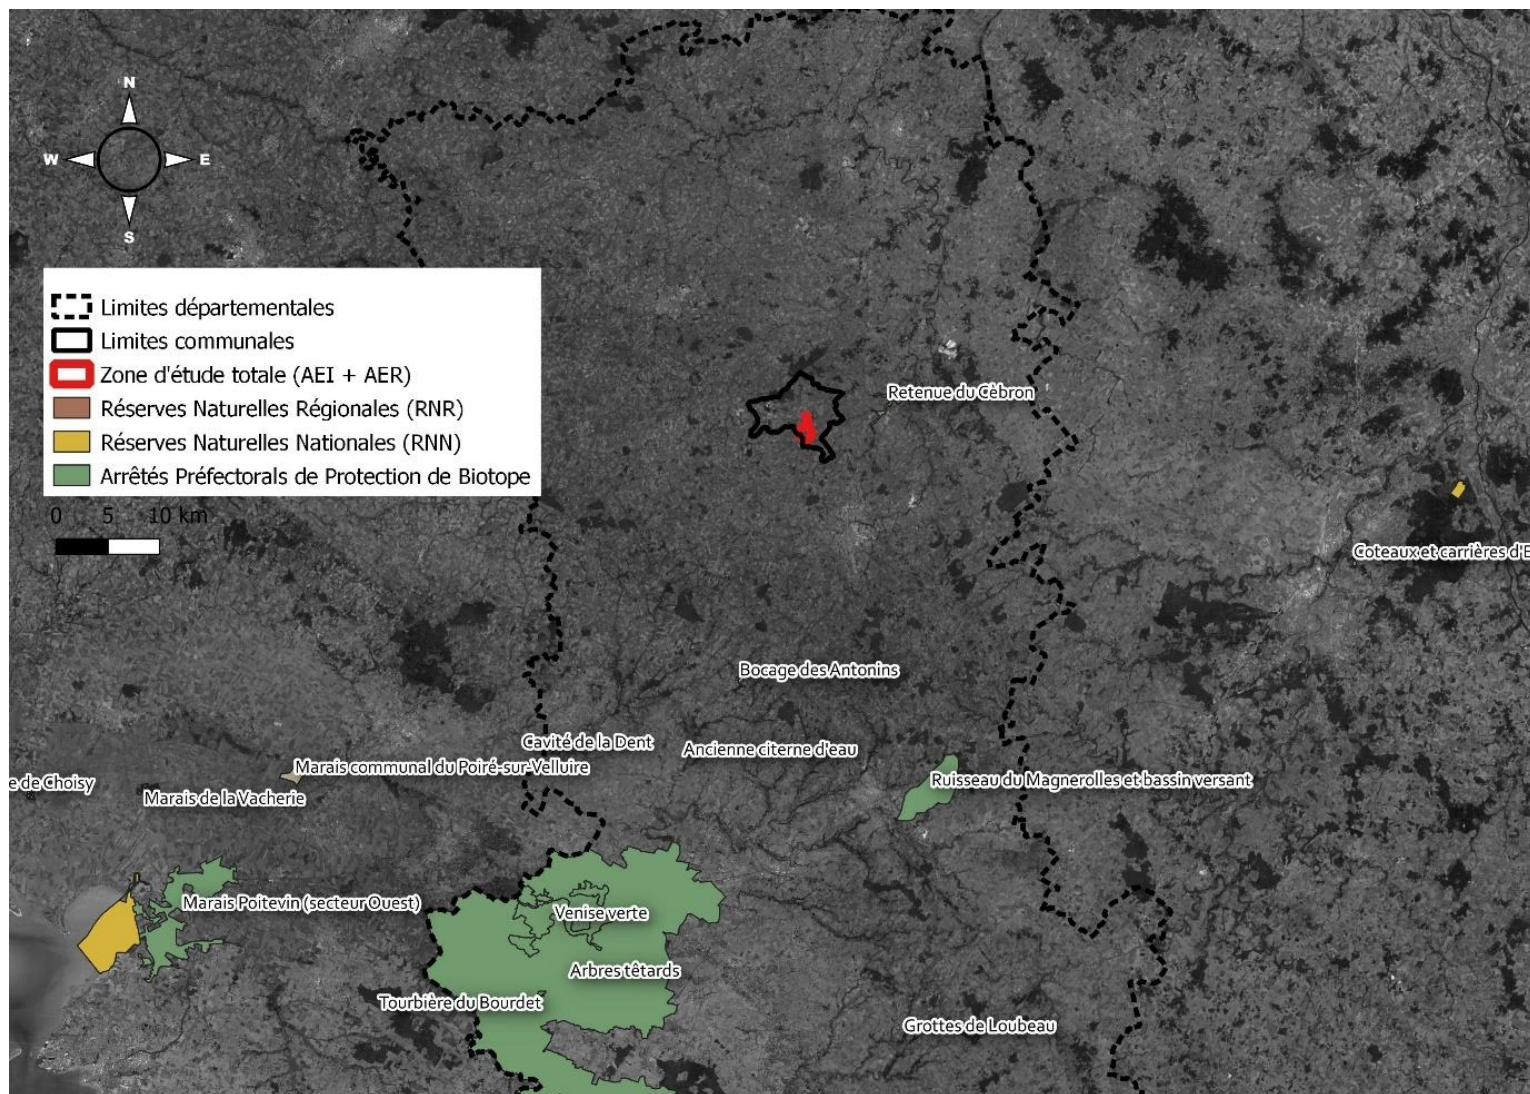 N
W E
S
Limites départementales
Limites communales
Zone d'étude totale (AEI + AER)
Réserves Naturelles Régionales (RNR)
Réserves Naturelles Nationales (RNN)
Arrêtés Préfectorals de Protection de Biotope
0 5 10 km
Retenue du Cèbron
Coteaux et carrières d'E
Bocage des Antonins
Cavité de la Dent
Ancienne citerne d'eau
Marais communal du Poiré-sur-Velluire
e de Choisy
Marais de la Vacherie
Ruisseau du Magnerolles et bassin versant
Marais Poitevin (secteur Ouest)
Venise verte
Arbres têtards
Tourbière du Bourdet
Grottes de Loubeau